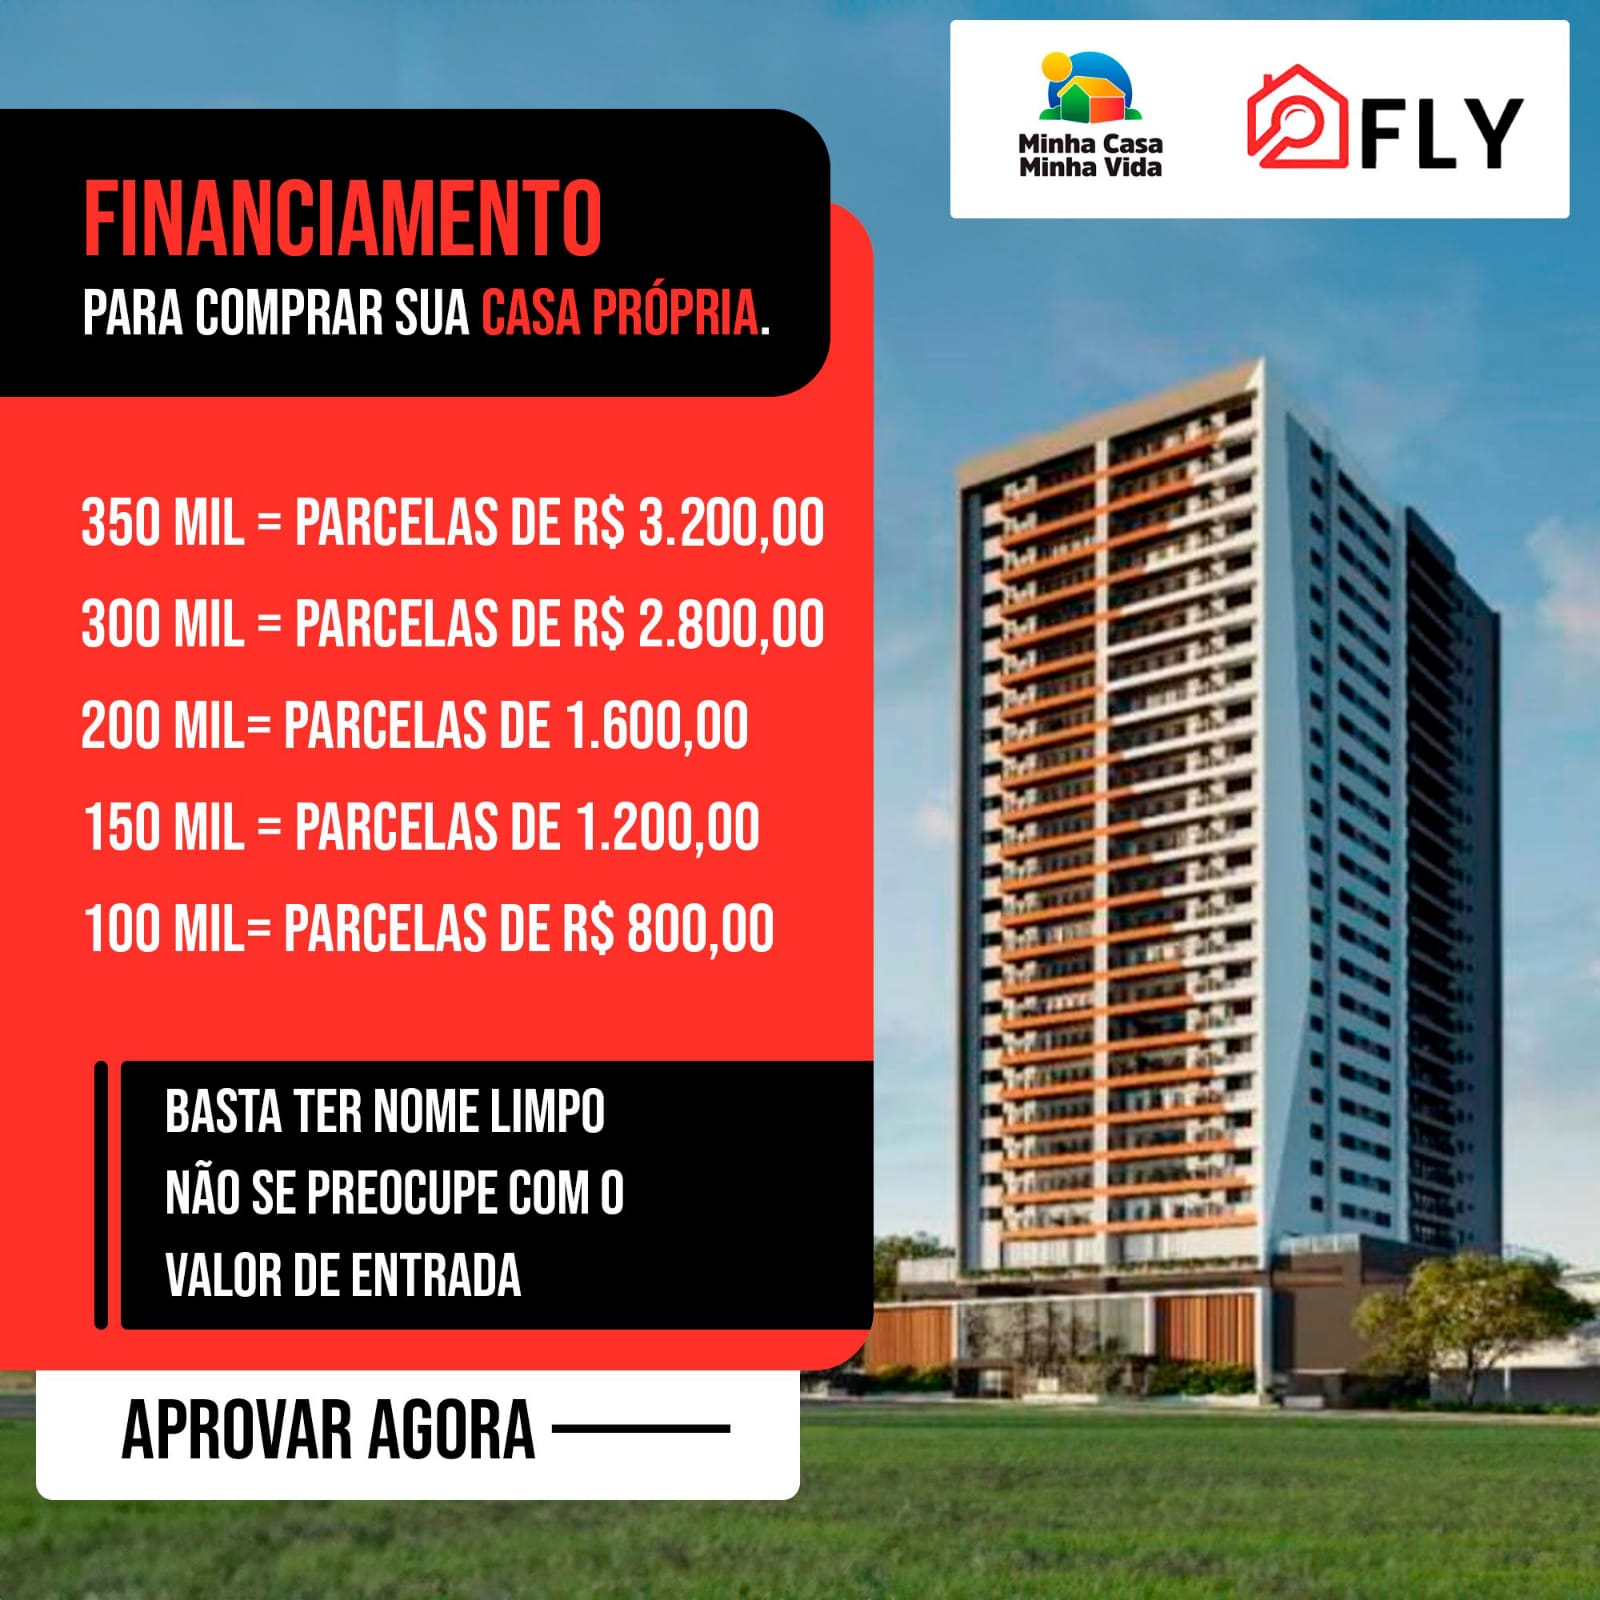 Minha Casa
Minha Vida
FLY
FINANCIAMENTO
PARA COMPRAR SUA CASA PRÓPRIA.
350 MIL = PARCELAS DE R$ 3.200,00
300 MIL = PARCELAS DE R$ 2.800,00
200 MIL= PARCELAS DE 1.600,00
150 MIL = PARCELAS DE 1.200,00
100 MIL= PARCELAS DE R$ 800,00
BASTA TER NOME LIMPO
NÃO SE PREOCUPE COM O
VALOR DE ENTRADA
APROVAR AGORA